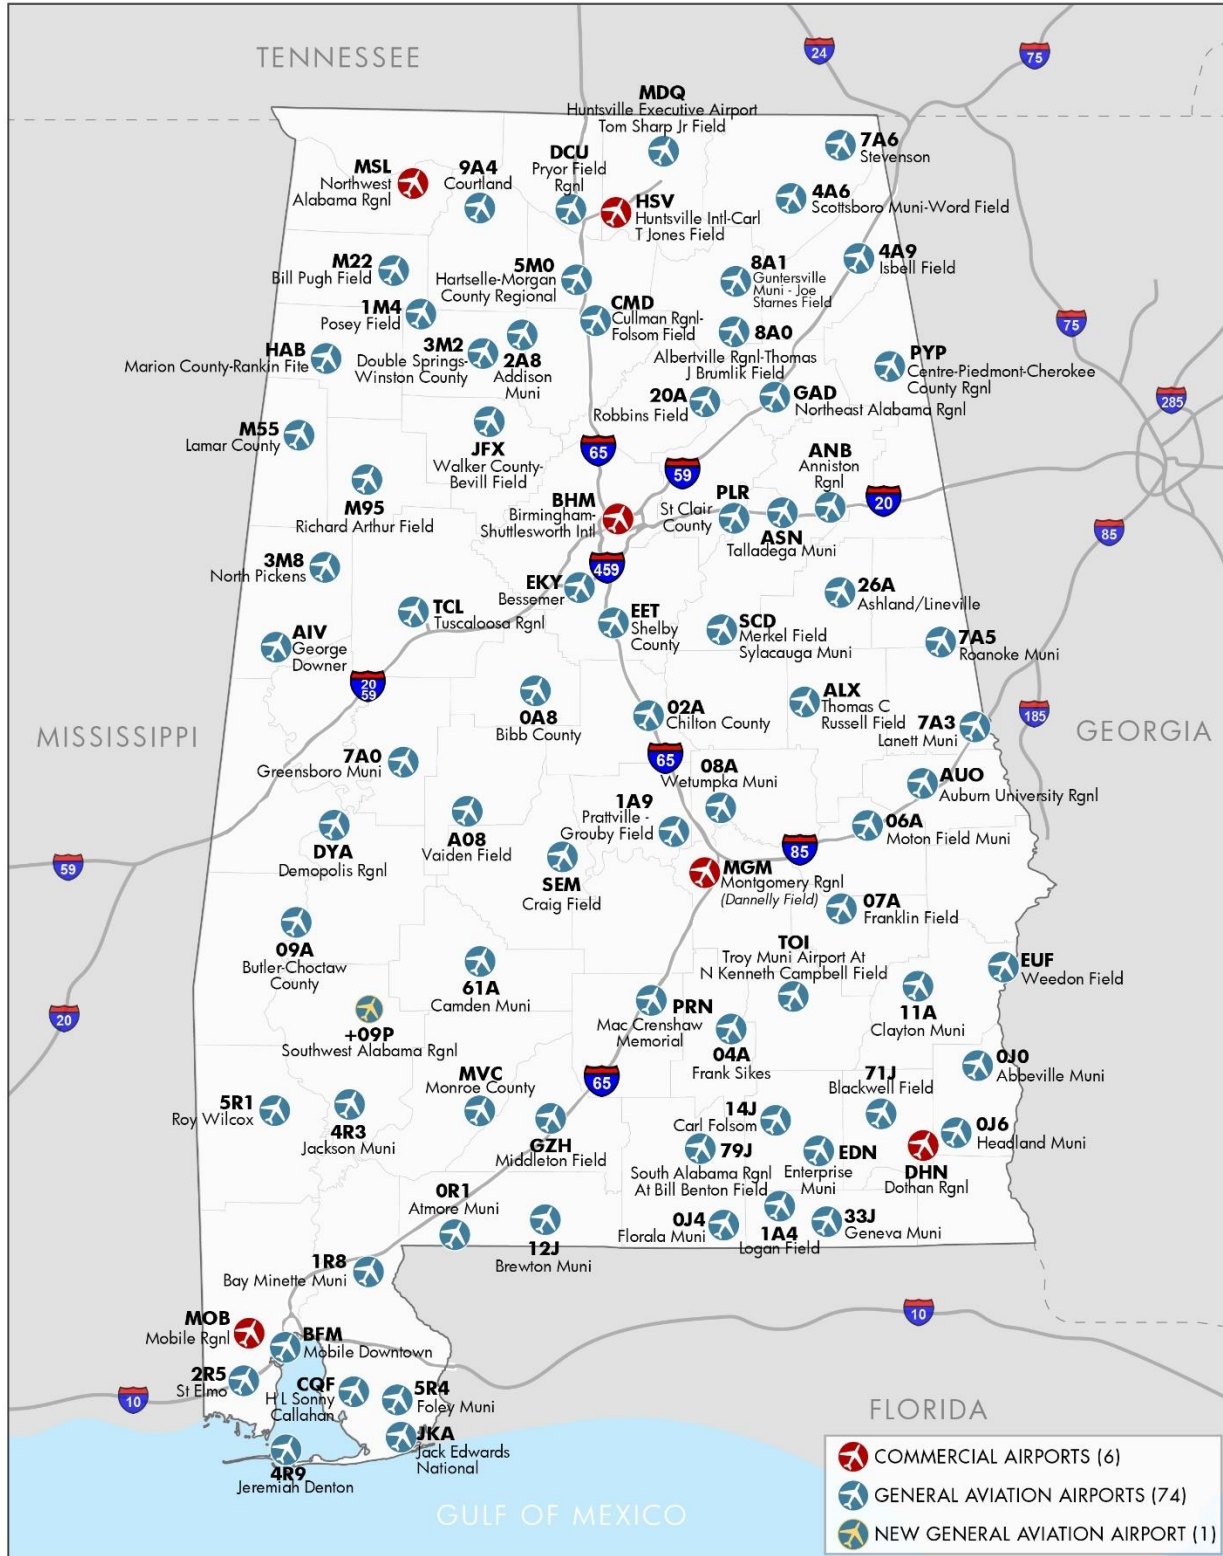 TENNESSEE
24
75
MDQ
Huntsville Executive Airport
Tom Sharp Jr Field
7A6
Stevenson
MSL
Northwest
Alabama Rgnl
9A4
Courtland
DCU
Pryor Field
Rgnl
HSV
Huntsville Intl-Carl
T Jones Field
4A6
Scottsboro Muni-Word Field
M22
Bill Pugh Field
5M0
Hartselle-Morgan
County Regional
8A1
Guntersville
Muni - Joe
Starnes Field
4A9
Isbell Field
1M4
Posey Field
CMD
Cullman Rgnl-
Folsom Field
75
HAB
Marion County-Rankin Fite
3M2
Double Springs-
Winston County
2A8
Addison
Muni
8A0
Albertville Rgnl-Thomas
J Brumlik Field
PYP
Centre-Piedmont-Cherokee
County Rgnl
20A
Robbins Field
GAD
Northeast Alabama Rgnl
285
M55
Lamar County
JFX
Walker County-
Bevill Field
65
59
ANB
Anniston
Rgnl
M95
Richard Arthur Field
BHM
Birmingham-
Shuttlesworth Intl
PLR
St Clair
County
ASN
Talladega Muni
20
85
3M8
North Pickens
459
EKY
Bessemer
26A
Ashland/Lineville
TCL
Tuscaloosa Rgnl
EET
Shelby
County
SCD
Merkel Field
Sylacauga Muni
7A5
Roanoke Muni
AIV
George
Downer
20
59
0A8
Bibb County
02A
Chilton County
ALX
Thomas C
Russell Field
7A3
Lanett Muni
185
MISSISSIPPI
GEORGIA
7A0
Greensboro Muni
65
08A
Wetumpka Muni
AUO
Auburn University Rgnl
1A9
Prattville -
Grouby Field
DYA
Demopolis Rgnl
A08
Vaiden Field
06A
Moton Field Muni
59
85
SEM
Craig Field
MGM
Montgomery Rgnl
(Dannelly Field)
07A
Franklin Field
09A
Butler-Choctaw
County
TOI
Troy Muni Airport At
N Kenneth Campbell Field
EUF
Weedon Field
61A
Camden Muni
20
+09P
Southwest Alabama Rgnl
PRN
Mac Crenshaw
Memorial
04A
Frank Sikes
11A
Clayton Muni
0J0
Abbeville Muni
MVC
Monroe County
65
71J
Blackwell Field
5R1
Roy Wilcox
4R3
Jackson Muni
GZH
Middleton Field
14J
Carl Folsom
0J6
Headland Muni
79J
South Alabama Rgnl
At Bill Benton Field
EDN
Enterprise
Muni
DHN
Dothan Rgnl
0R1
Atmore Muni
12J
Brewton Muni
0J4
Florala Muni
1A4
Logan Field
33J
Geneva Muni
1R8
Bay Minette Muni
10
MOB
Mobile Rgnl
BFM
Mobile Downtown
2R5
St Elmo
CQF
H L Sonny
Callahan
5R4
Foley Muni
10
FLORIDA
JKA
Jack Edwards
National
4R9
Jeremiah Denton
GULF OF MEXICO
COMMERCIAL AIRPORTS (6)
GENERAL AVIATION AIRPORTS (74)
NEW GENERAL AVIATION AIRPORT (1)